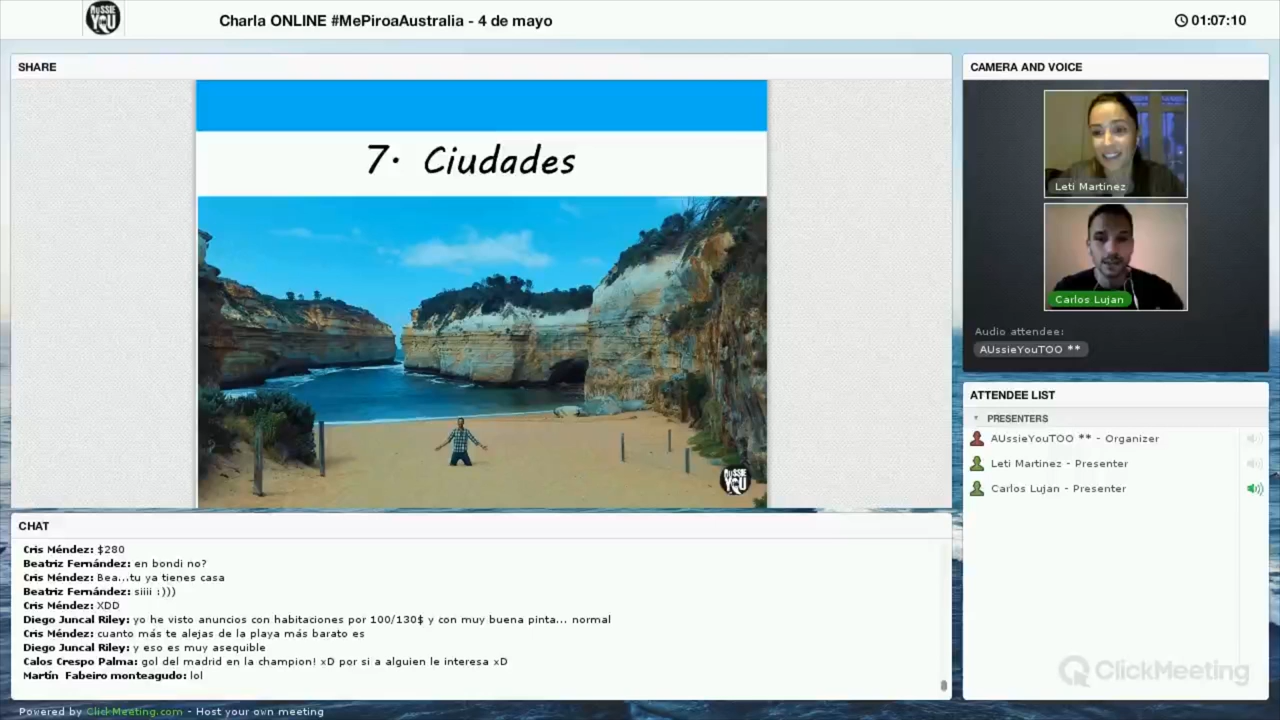 AUSSIE
YOU
Charla ONLINE #MePiroaAustralia - 4 de mayo
01:07:10
SHARE
7. Ciudades
AUSSIE
YOU
CAMERA AND VOICE
Leti Martinez
Carlos Lujan
Audio attendee:
AUssieYouTOO **
ATTENDEE LIST
PRESENTERS
AUssieYouTOO ** - Organizer
Leti Martinez - Presenter
Carlos Lujan - Presenter
CHAT
Cris Méndez: $280
Beatriz Fernández: en bondi no?
Cris Méndez: Bea...tu ya tienes casa
Beatriz Fernández: siiii :)))
Cris Méndez: XDD
Diego Juncal Riley: yo he visto anuncios con habitaciones por 100/130$ y con muy buena pinta... normal
Cris Méndez: cuanto más te alejas de la playa más barato es
Diego Juncal Riley: y eso es muy asequible
Calos Crespo Palma: gol del madrid en la champion! xD por si a alguien le interesa xD
Martín Fabeiro monteagudo: lol
ClickMeeting
Powered by ClickMeeting.com - Host your own meeting